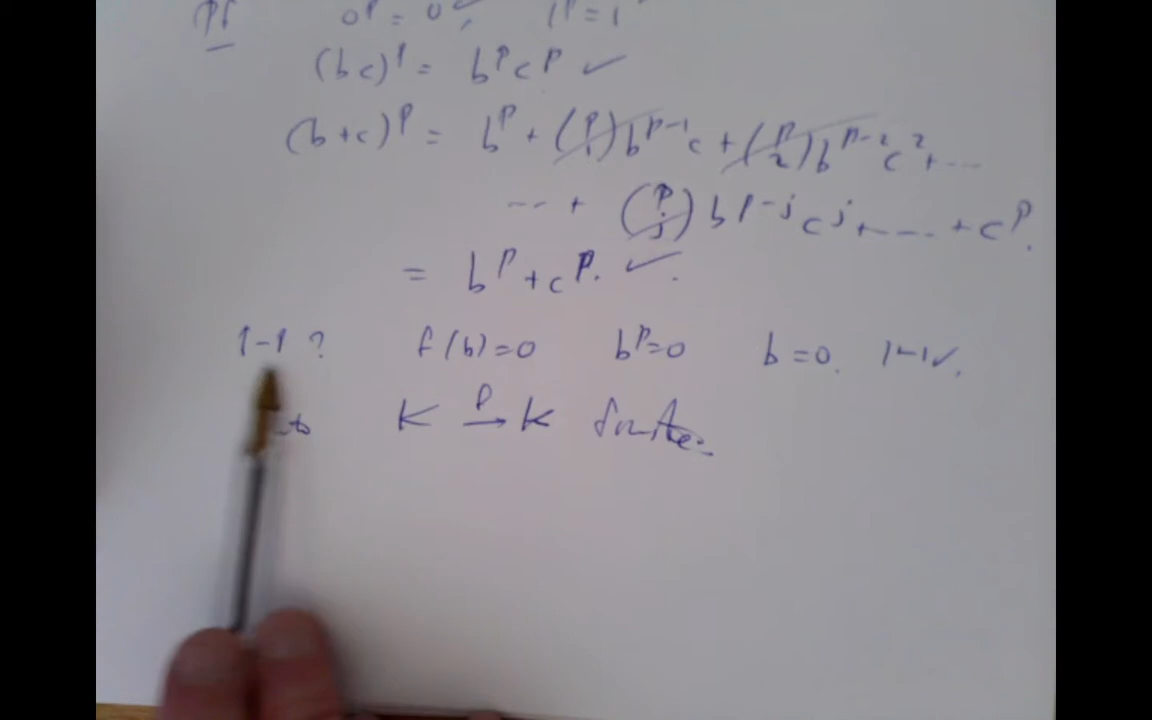 Pf 0^p = 0 ✓, 1^p = 1
(bc)^p = b^p c^p ✓
(b+c)^p = b^p + (p 1) b^{p-1} c + (p 2) b^{p-2} c^2 + ...
... + (p j) b^{p-j} c^j + .... + c^p.
= b^p + c^p. ✓.
1-1 ? f(b)=0 b^p=0 b=0. 1-1 ✓.
K →^p K finite.